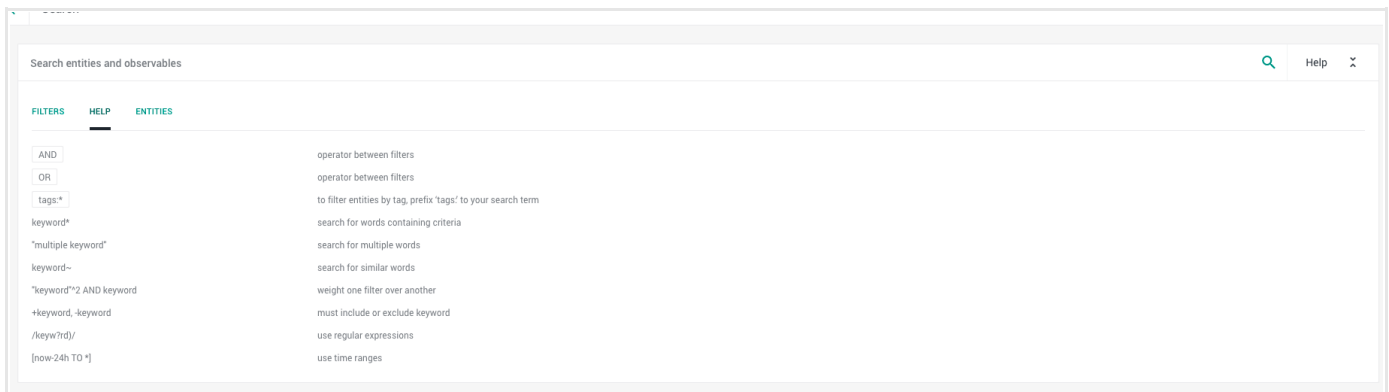 Search entities and observables
Help
FILTERS HELP ENTITIES
AND operator between filters
OR operator between filters
tags:* to filter entities by tag, prefix 'tags:' to your search term
keyword* search for words containing criteria
"multiple keyword" search for multiple words
keyword~ search for similar words
"keyword"^2 AND keyword weight one filter over another
+keyword, -keyword must include or exclude keyword
/keyw?rd)/ use regular expressions
[now-24h TO *] use time ranges